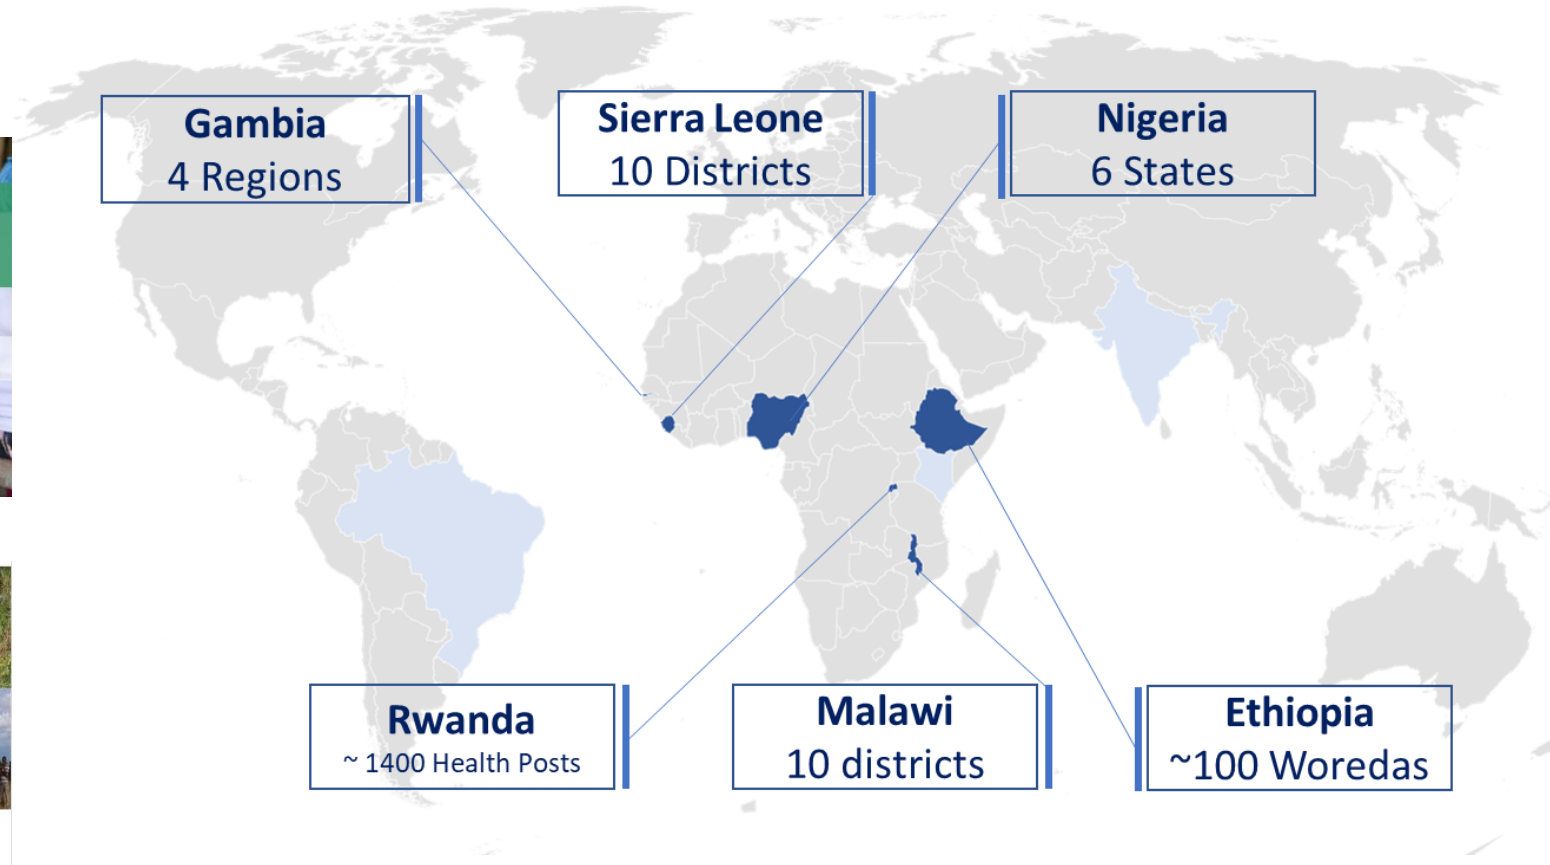 Gambia
4 Regions
Sierra Leone
10 Districts
Nigeria
6 States
Rwanda
~ 1400 Health Posts
Malawi
10 districts
Ethiopia
~100 Woredas